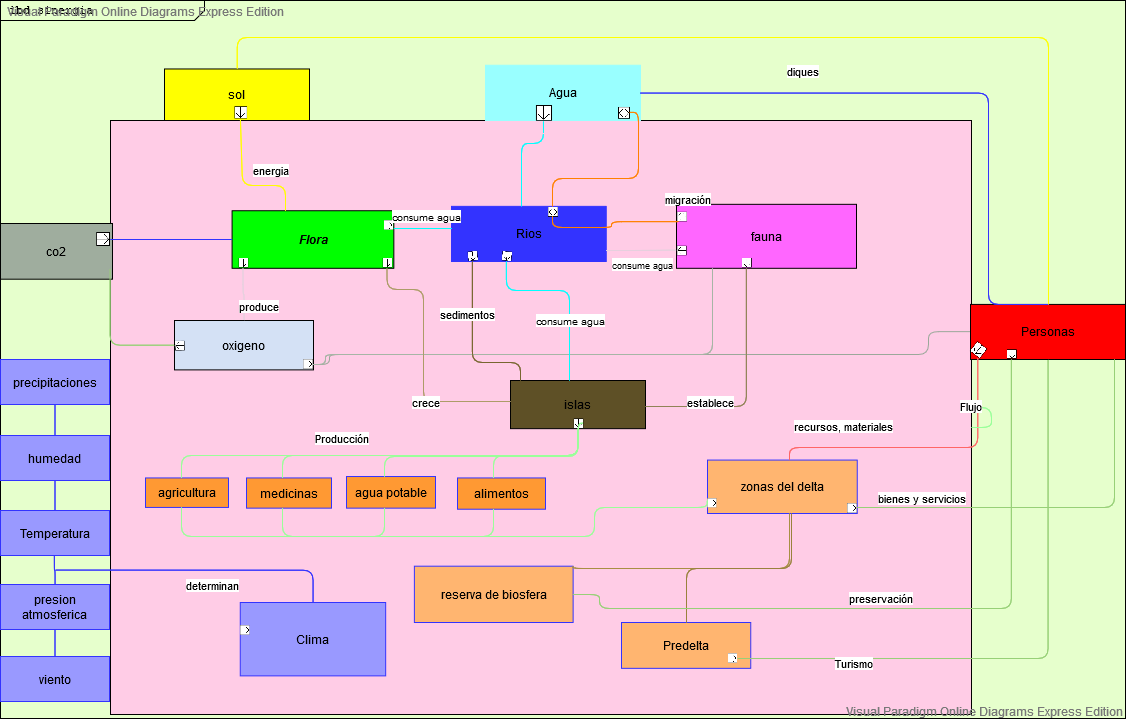 Visual Paradigm Online Diagrams Express Edition
diques
sol
Agua
energia
migración
consume agua
Flora
Rios
fauna
co2
consume agua
produce
sedimentos
consume agua
Personas
oxigeno
precipitaciones
crece
islas
establece
Flujo
recursos, materiales
Producción
humedad
agricultura
medicinas
agua potable
alimentos
zonas del delta
bienes y servicios
Temperatura
determinan
reserva de biosfera
preservación
presion
atmosferica
Clima
Predelta
Turismo
viento
Visual Paradigm Online Diagrams Express Edition